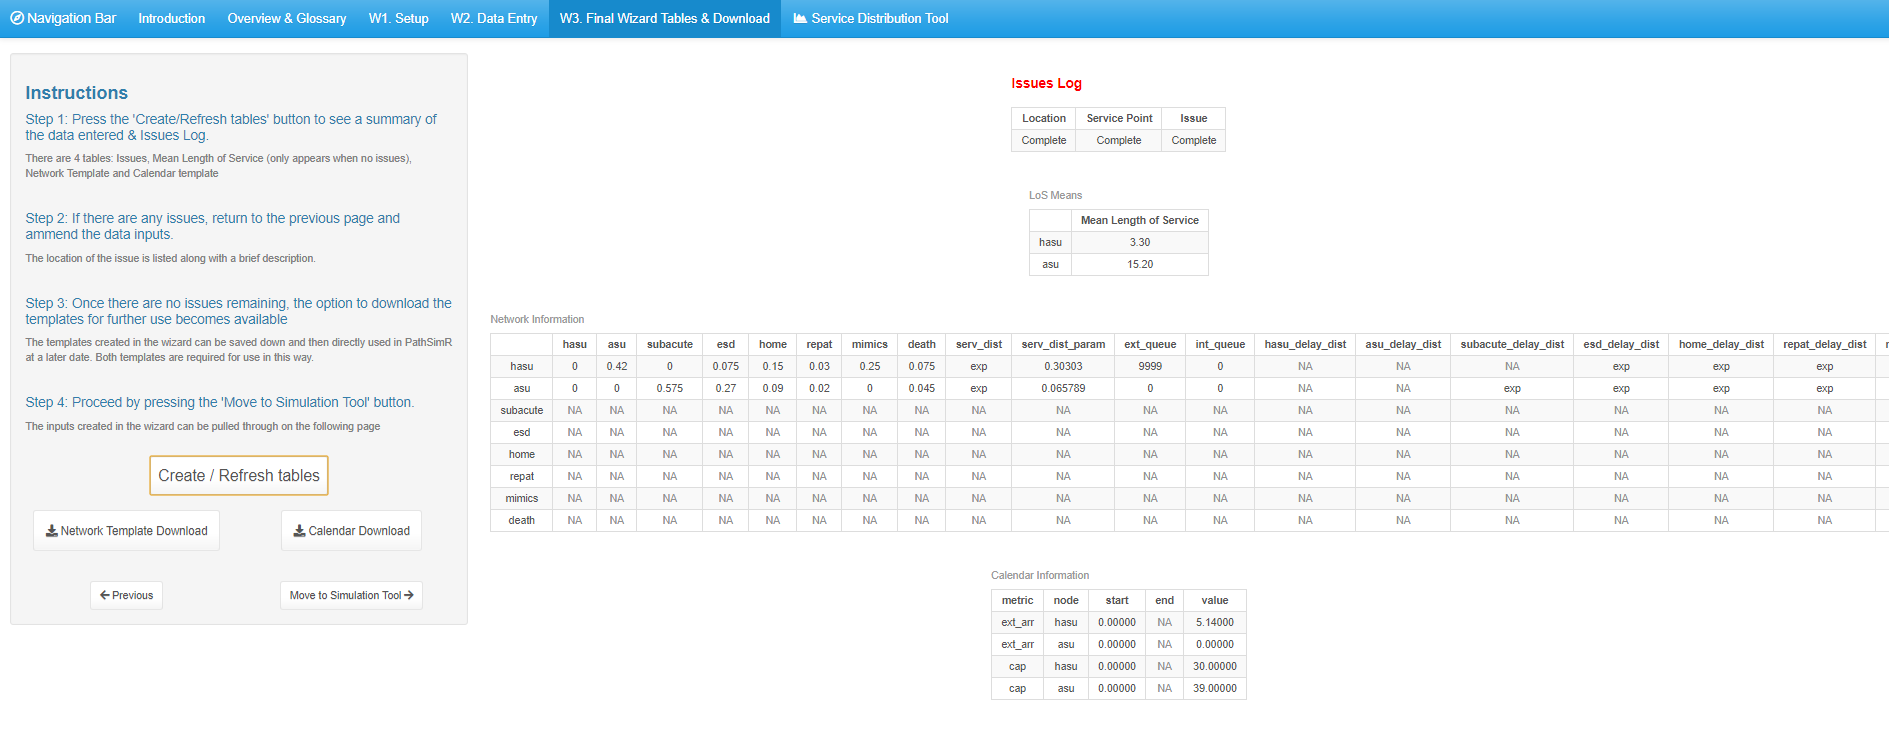 Navigation Bar Introduction Overview & Glossary W1. Setup W2. Data Entry W3. Final Wizard Tables & Download Service Distribution Tool
Instructions
Step 1: Press the 'Create/Refresh tables' button to see a summary of
the data entered & Issues Log.
There are 4 tables: Issues, Mean Length of Service (only appears when no issues),
Network Template and Calendar template
Step 2: If there are any issues, return to the previous page and
ammend the data inputs.
The location of the issue is listed along with a brief description.
Step 3: Once there are no issues remaining, the option to download the
templates for further use becomes available
The templates created in the wizard can be saved down and then directly used in PathSimR
at a later date. Both templates are required for use in this way.
Step 4: Proceed by pressing the 'Move to Simulation Tool' button.
The inputs created in the wizard can be pulled through on the following page
Create / Refresh tables
Network Template Download Calendar Download
Previous Move to Simulation Tool
Issues Log
Location Service Point Issue
Complete Complete Complete
LoS Means
Mean Length of Service
hasu 3.30
asu 15.20
Network Information
hasu asu subacute esd home repat mimics death serv_dist serv_dist_param ext_queue int_queue hasu_delay_dist asu_delay_dist subacute_delay_dist esd_delay_dist home_delay_dist repat_delay_dist
hasu 0 0.42 0 0.075 0.15 0.03 0.25 0.075 exp 0.30303 9999 0 NA NA NA exp exp exp
asu 0 0 0.575 0.27 0.09 0.02 0 0.045 exp 0.065789 0 0 NA NA exp exp exp exp
subacute NA NA NA NA NA NA NA NA NA NA NA NA NA NA NA NA NA NA
esd NA NA NA NA NA NA NA NA NA NA NA NA NA NA NA NA NA NA
home NA NA NA NA NA NA NA NA NA NA NA NA NA NA NA NA NA NA
repat NA NA NA NA NA NA NA NA NA NA NA NA NA NA NA NA NA NA
mimics NA NA NA NA NA NA NA NA NA NA NA NA NA NA NA NA NA NA
death NA NA NA NA NA NA NA NA NA NA NA NA NA NA NA NA NA NA
Calendar Information
metric node start end value
ext_arr hasu 0.00000 NA 5.14000
ext_arr asu 0.00000 NA 0.00000
cap hasu 0.00000 NA 30.00000
cap asu 0.00000 NA 39.00000